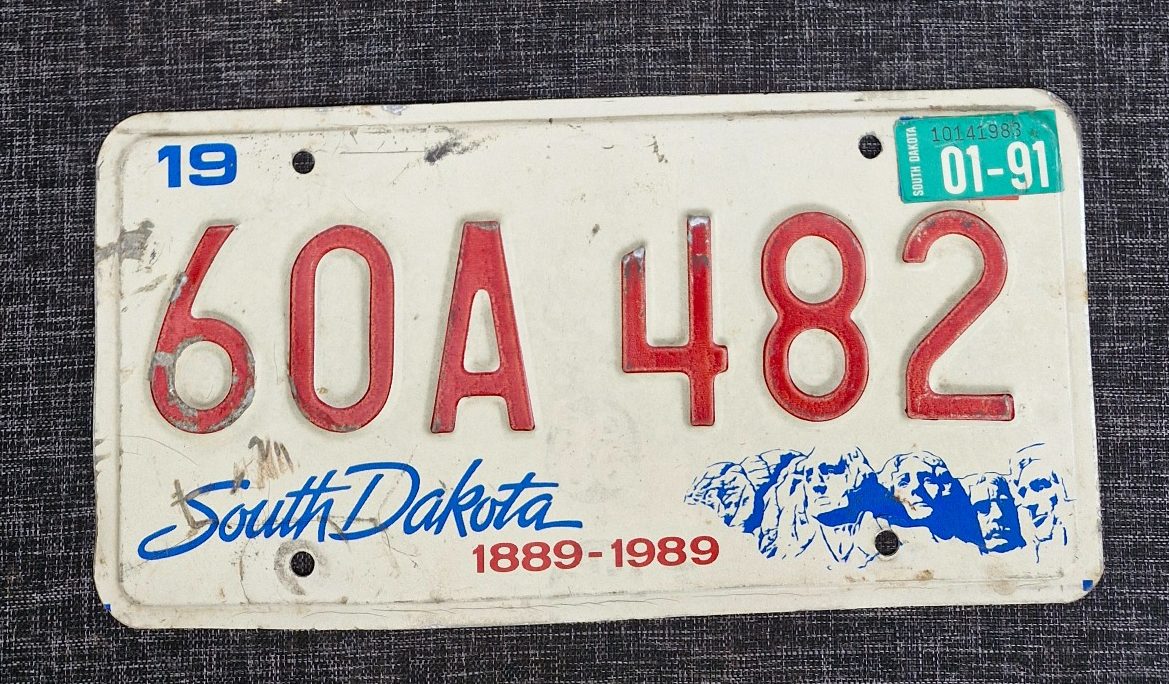 19
SOUTH DAKOTA
10141983
01-91
60A 482
South Dakota
1889-1989